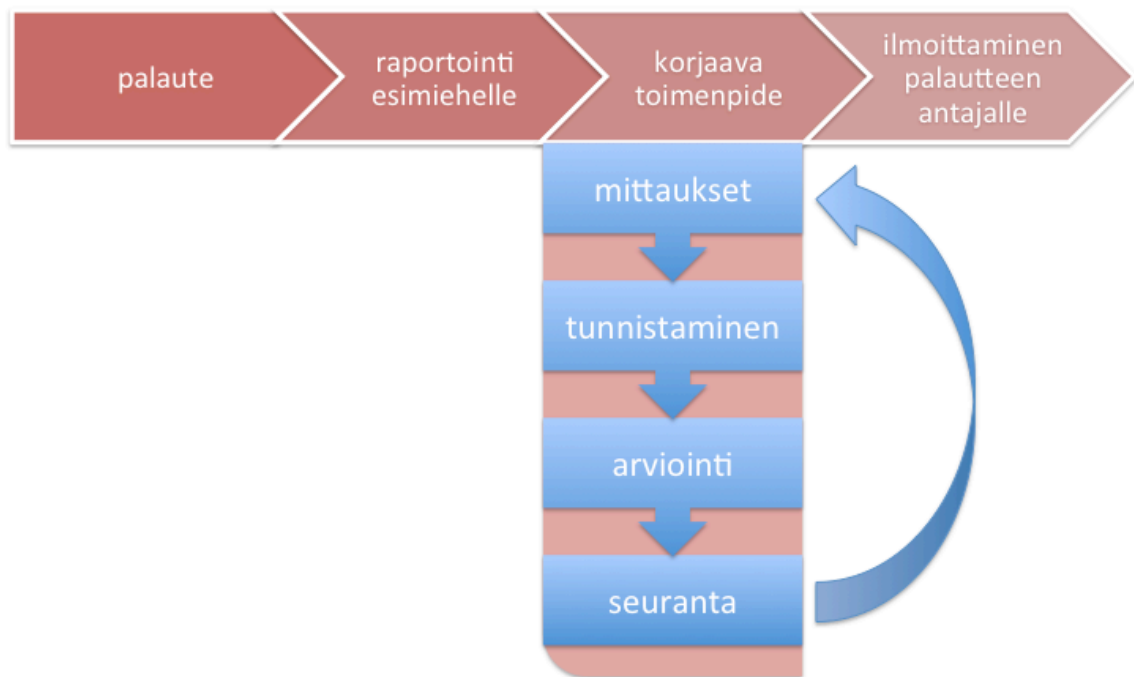 palaute
raportointi
esimiehelle
korjaava
toimenpide
ilmoittaminen
palautteen
antajalle
mittaukset
tunnistaminen
arviointi
seuranta